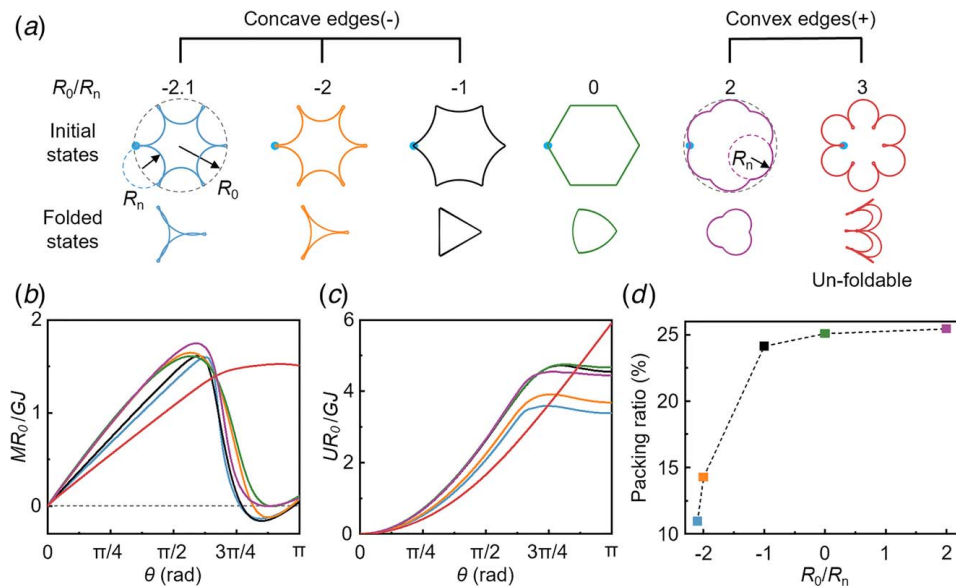 (a)
Concave edges(-)
Convex edges(+)
R₀/Rₙ -2.1 -2 -1 0 2 3
Initial
states
Rₙ
R₀
Rₙ
Folded
states
Un-foldable
(b)
2
1
0
MR₀/GJ
0 π/4 π/2 3π/4 π
θ (rad)
(c)
6
4
2
0
UR₀/GJ
0 π/4 π/2 3π/4 π
θ (rad)
(d)
25
20
15
10
Packing ratio (%)
-2 -1 0 1 2
R₀/Rₙ